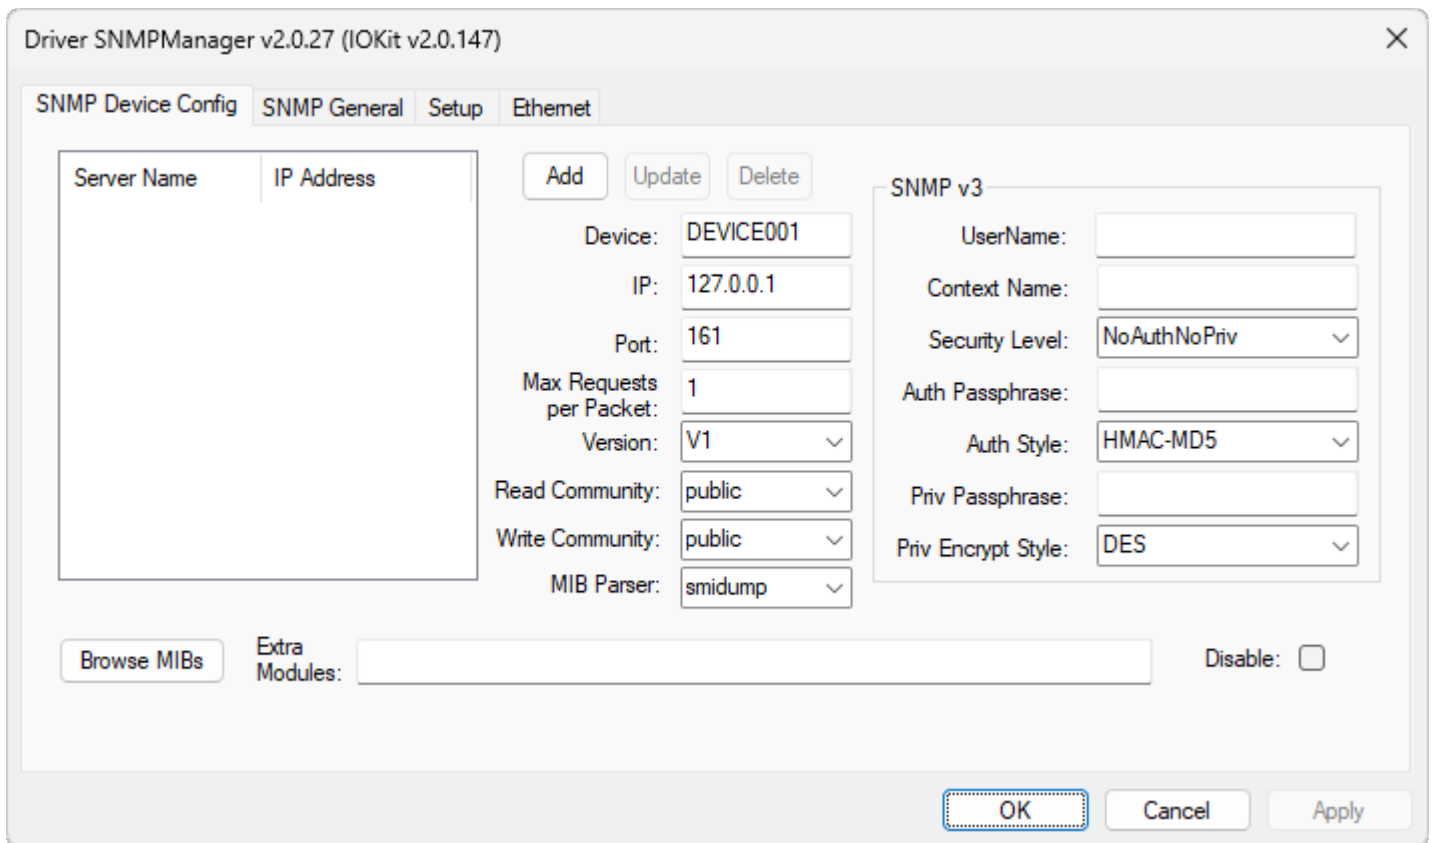 Driver SNMPManager v2.0.27 (IOKit v2.0.147)
SNMP Device Config SNMP General Setup Ethernet
Server Name IP Address
Add Update Delete
Device: DEVICE001
IP: 127.0.0.1
Port: 161
Max Requests
per Packet: 1
Version: V1
Read Community: public
Write Community: public
MIB Parser: smidump
SNMP v3
UserName:
Context Name:
Security Level: NoAuthNoPriv
Auth Passphrase:
Auth Style: HMAC-MD5
Priv Passphrase:
Priv Encrypt Style: DES
Browse MIBs
Extra
Modules:
Disable:
OK Cancel Apply